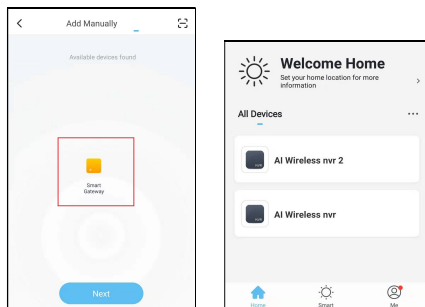 Add Manually
Available devices found
Smart
Gateway
Next
Welcome Home
Set your home location for more
information
All Devices
AI Wireless nvr 2
AI Wireless nvr
Home
Smart
Me